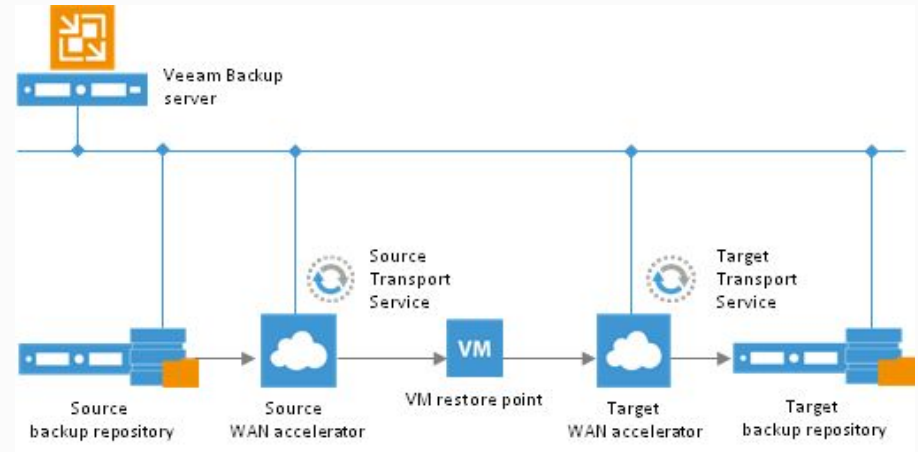 Veeam Backup
server
Source
Transport
Service
Target
Transport
Service
VM
Source
backup repository
Source
WAN accelerator
VM restore point
Target
WAN accelerator
Target
backup repository